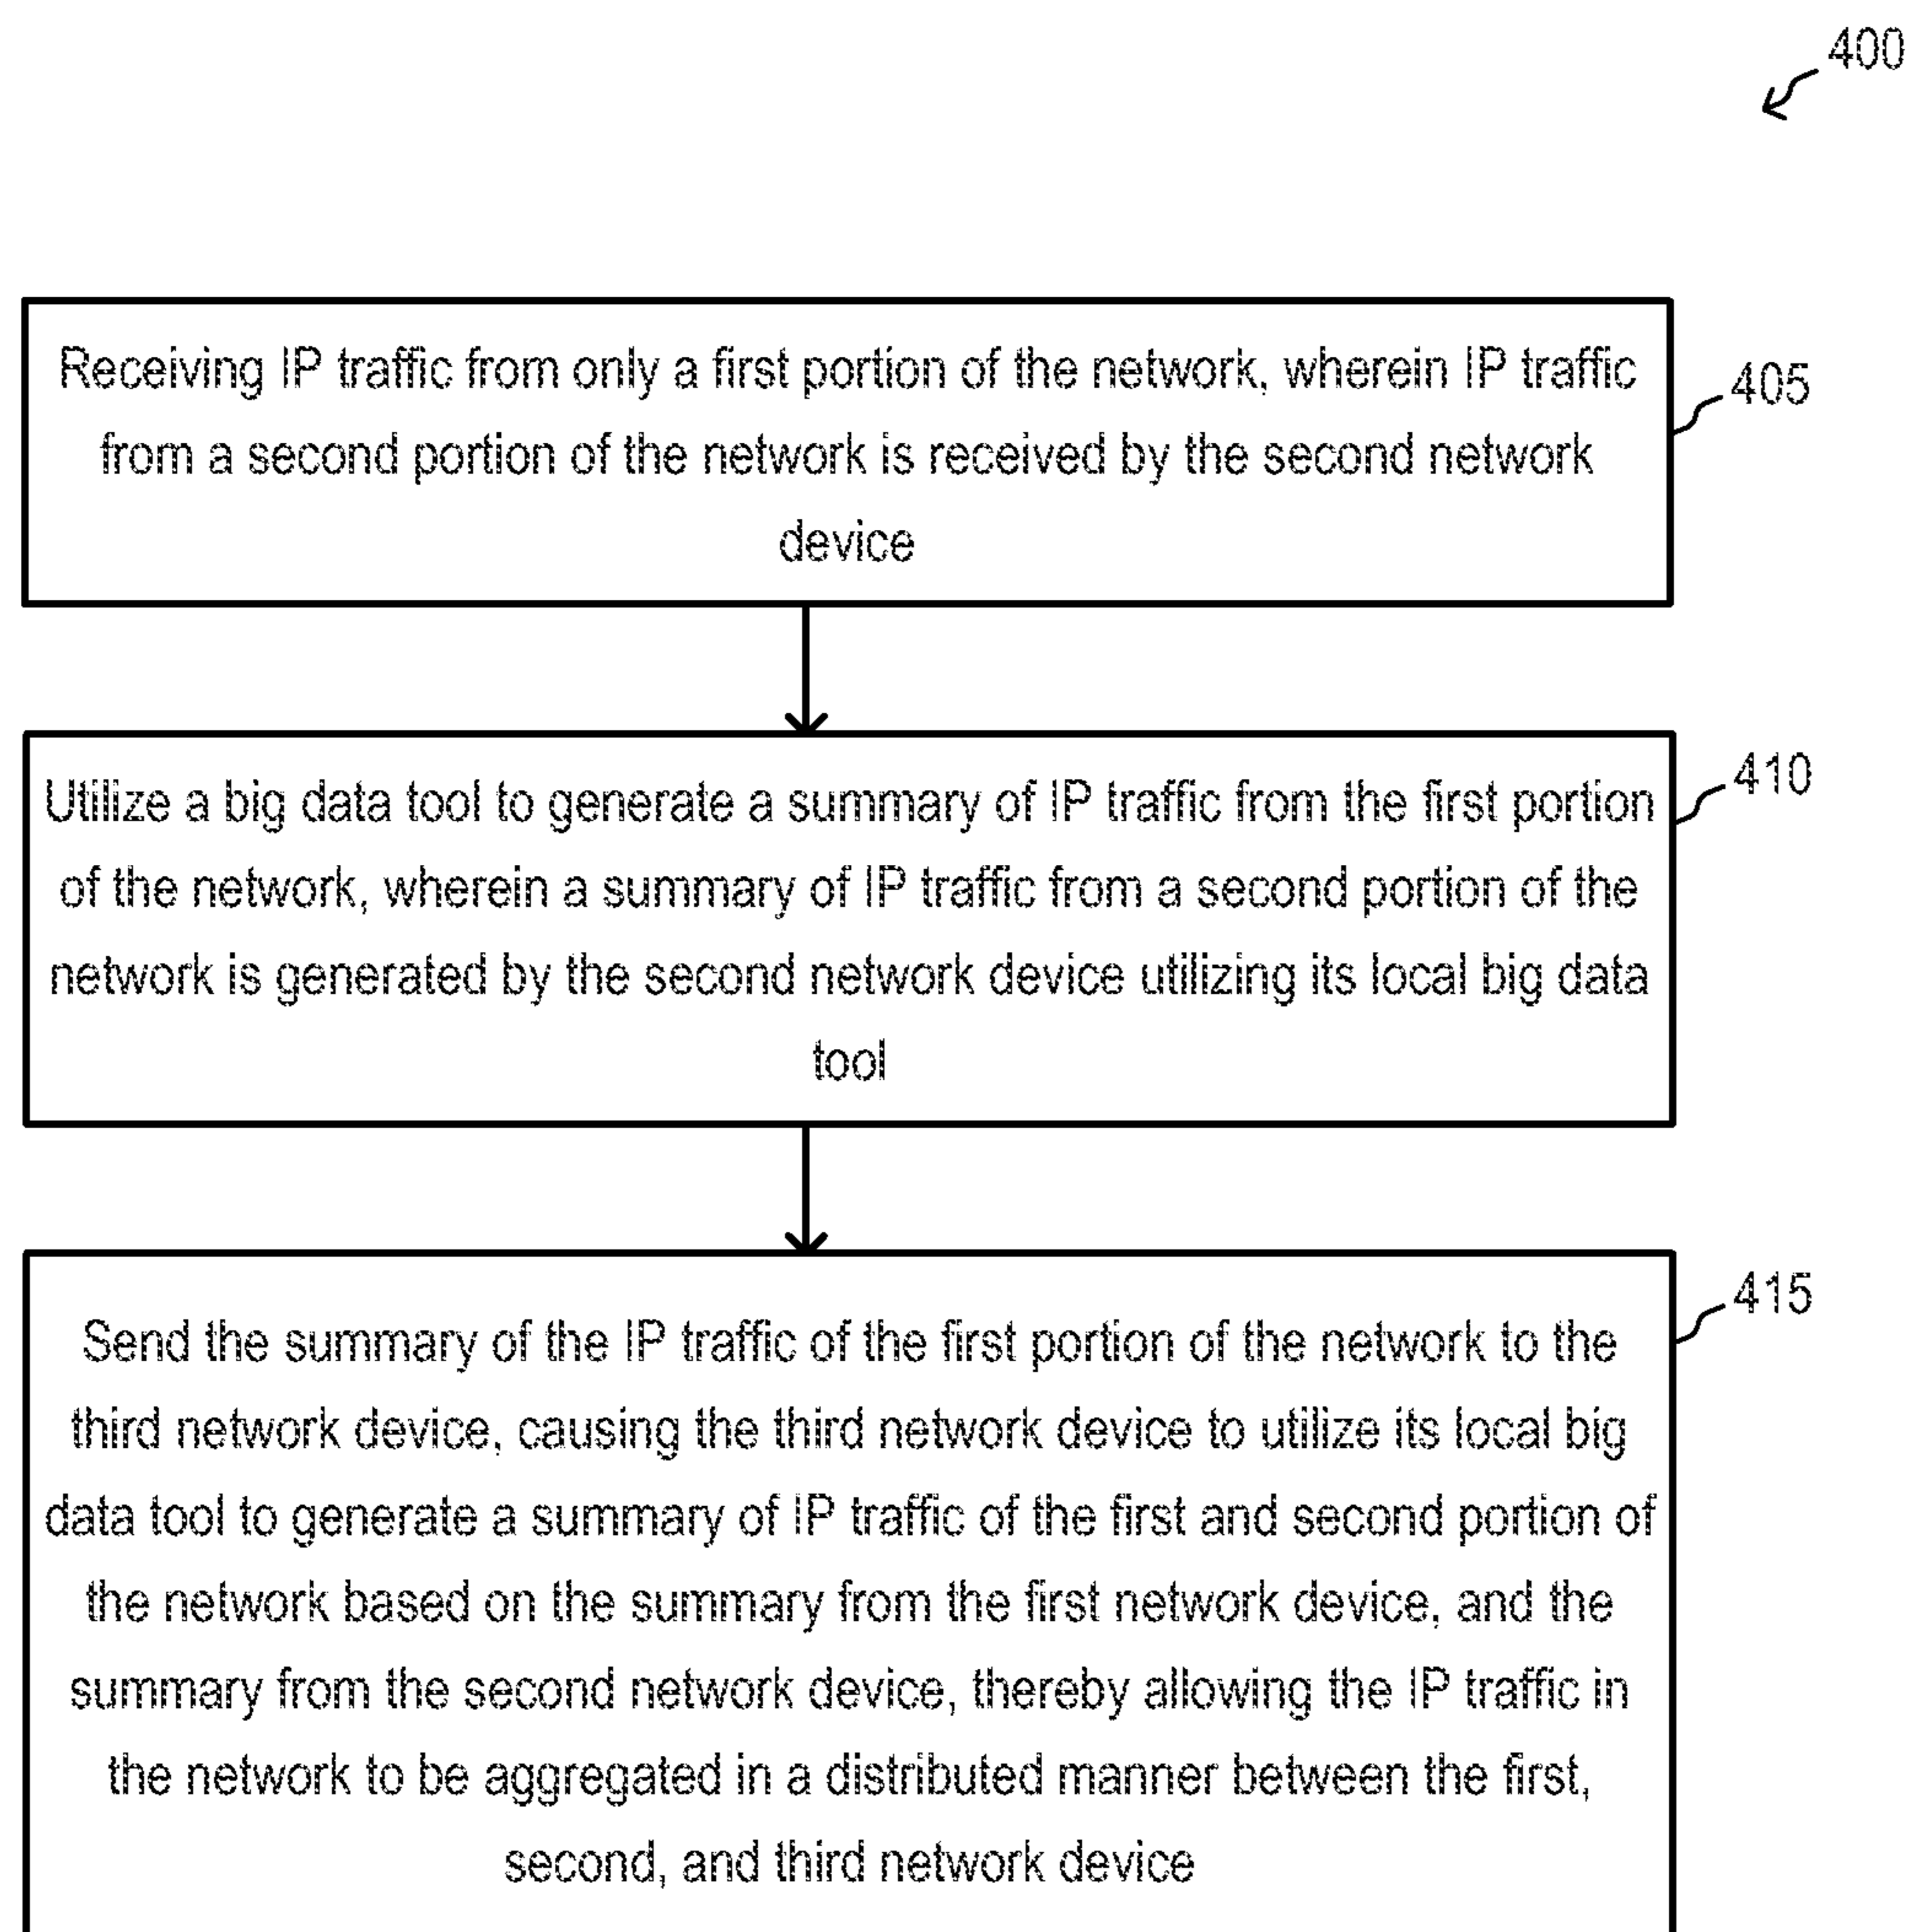 400
Receiving IP traffic from only a first portion of the network, wherein IP traffic
from a second portion of the network is received by the second network
device
405
Utilize a big data tool to generate a summary of IP traffic from the first portion
of the network, wherein a summary of IP traffic from a second portion of the
network is generated by the second network device utilizing its local big data
tool
410
Send the summary of the IP traffic of the first portion of the network to the
third network device, causing the third network device to utilize its local big
data tool to generate a summary of IP traffic of the first and second portion of
the network based on the summary from the first network device, and the
summary from the second network device, thereby allowing the IP traffic in
the network to be aggregated in a distributed manner between the first,
second, and third network device
415